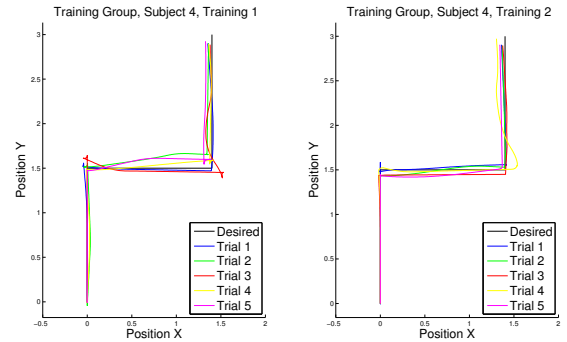 Training Group, Subject 4, Training 1
3
2.5
2
1.5
1
0.5
0
−0.5
0
0.5
1
1.5
2
Position Y
Position X
Desired
Trial 1
Trial 2
Trial 3
Trial 4
Trial 5
Training Group, Subject 4, Training 2
3
2.5
2
1.5
1
0.5
0
−0.5
0
0.5
1
1.5
2
Position Y
Position X
Desired
Trial 1
Trial 2
Trial 3
Trial 4
Trial 5